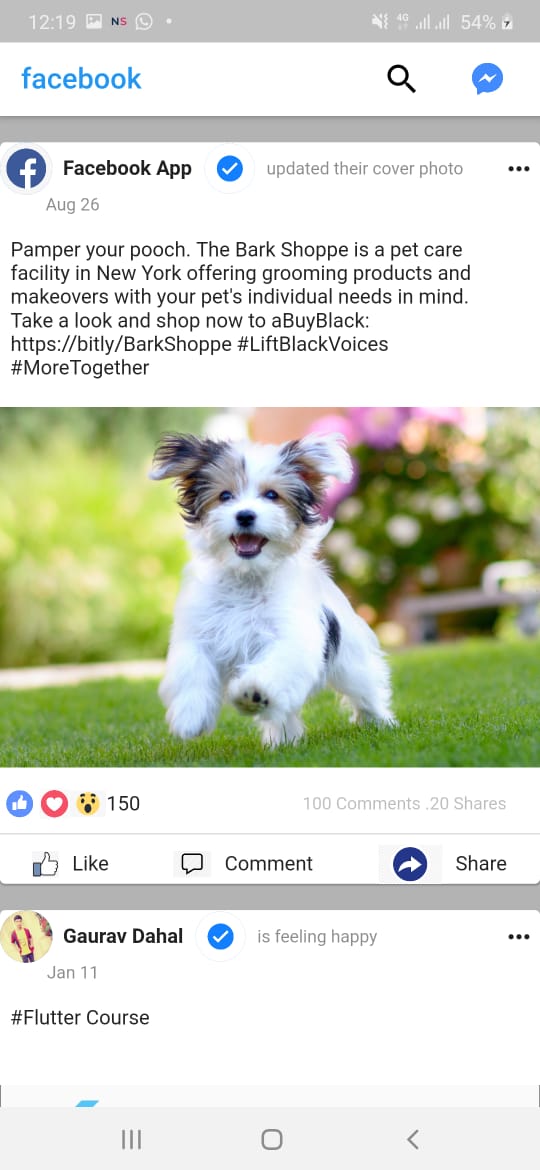 12:19 NS 4G 54%
facebook
Facebook App updated their cover photo
Aug 26
Pamper your pooch. The Bark Shoppe is a pet care
facility in New York offering grooming products and
makeovers with your pet's individual needs in mind.
Take a look and shop now to aBuyBlack:
https://bitly/BarkShoppe #LiftBlackVoices
#MoreTogether
150 100 Comments .20 Shares
Like Comment Share
Gaurav Dahal is feeling happy
Jan 11
#Flutter Course